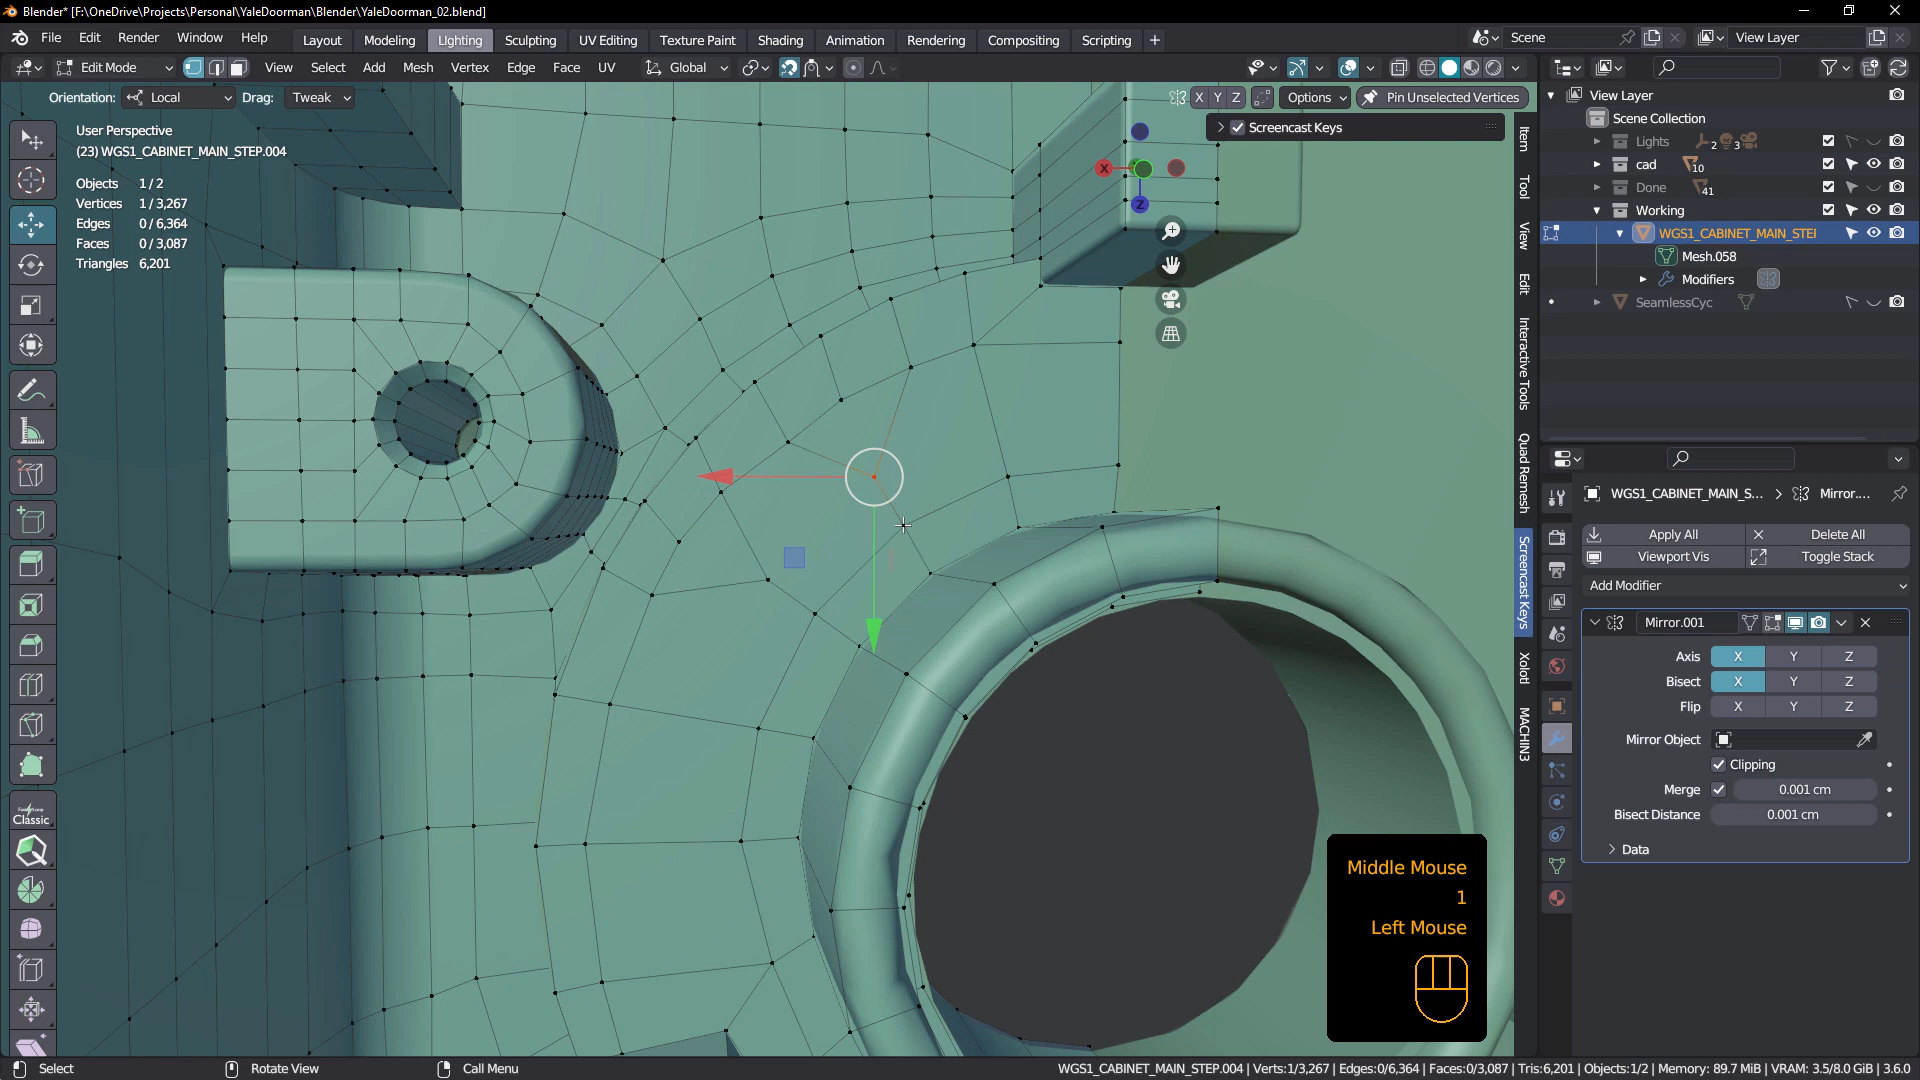 Blender* [F:\OneDrive\Projects\Personal\YaleDoorman\Blender\YaleDoorman_02.blend]
File Edit Render Window Help Layout Modeling Lighting Sculpting UV Editing Texture Paint Shading Animation Rendering Compositing Scripting + Scene View Layer
Edit Mode View Select Add Mesh Vertex Edge Face UV Global
Orientation: Local Drag: Tweak X Y Z Options Pin Unselected Vertices
Screencast Keys
User Perspective
(23) WGS1_CABINET_MAIN_STEP.004
Objects 1/2
Vertices 1/3,267
Edges 0/6,364
Faces 0/3,087
Triangles 6,201
X
Z
Classic
Item
Tool
View
Edit
Interactive Tools
Quad Remesh
Screencast Keys
Xolotl
MACHIN3
Middle Mouse
1
Left Mouse
View Layer
Scene Collection
Lights 2 3
cad 10
Done 41
Working
WGS1_CABINET_MAIN_STEI
Mesh.058
Modifiers
SeamlessCyc
WGS1_CABINET_MAIN_S... > Mirror....
Apply All Delete All
Viewport Vis Toggle Stack
Add Modifier
Mirror.001
Axis X Y Z
Bisect X Y Z
Flip X Y Z
Mirror Object
Clipping
Merge 0.001 cm
Bisect Distance 0.001 cm
Data
Select Rotate View Call Menu WGS1_CABINET_MAIN_STEP.004 | Verts:1/3,267 | Edges:0/6,364 | Faces:0/3,087 | Tris:6,201 | Objects:1/2 | Memory: 89.7 MiB | VRAM: 3.5/8.0 GiB | 3.6.0